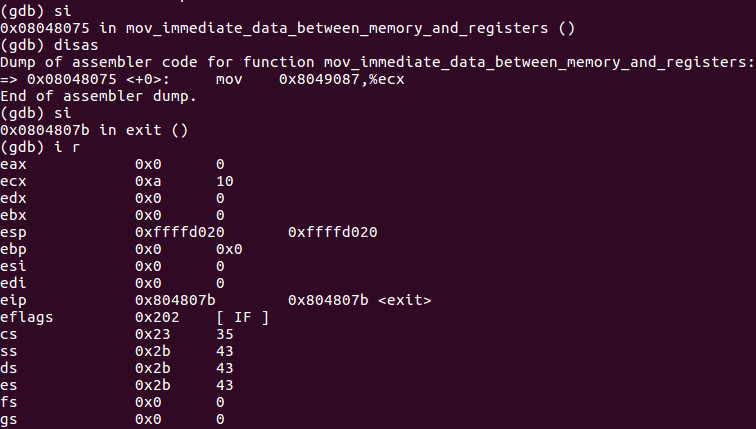 (gdb) si
0x08048075 in mov_immediate_data_between_memory_and_registers ()
(gdb) disas
Dump of assembler code for function mov_immediate_data_between_memory_and_registers:
=> 0x08048075 <+0>:     mov    0x8049087,%ecx
End of assembler dump.
(gdb) si
0x0804807b in exit ()
(gdb) i r
eax            0x0      0
ecx            0xa      10
edx            0x0      0
ebx            0x0      0
esp            0xffffd020       0xffffd020
ebp            0x0      0x0
esi            0x0      0
edi            0x0      0
eip            0x804807b        0x804807b <exit>
eflags         0x202    [ IF ]
cs             0x23     35
ss             0x2b     43
ds             0x2b     43
es             0x2b     43
fs             0x0      0
gs             0x0      0